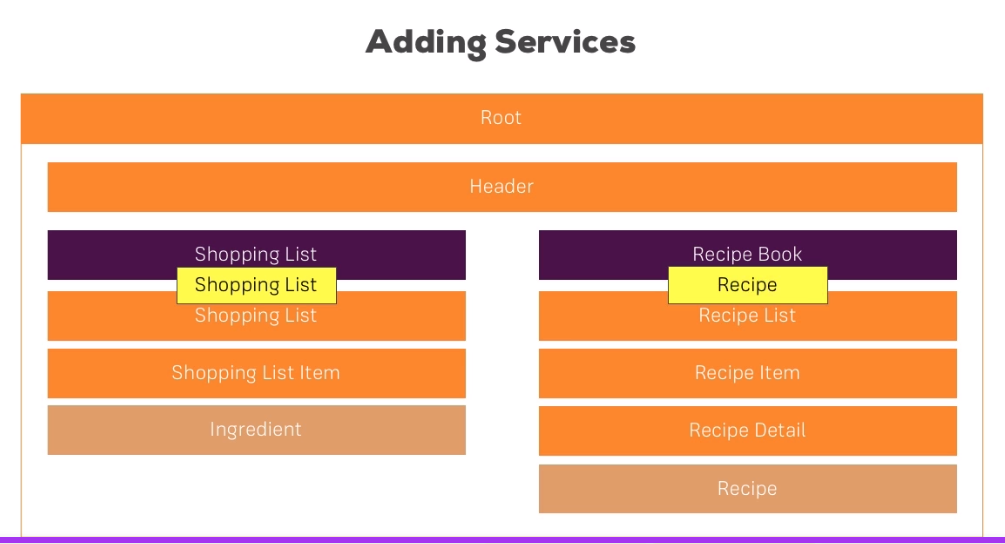 Adding Services
Root
Header
Shopping List
Shopping List
Shopping List
Shopping List Item
Ingredient
Recipe Book
Recipe
Recipe List
Recipe Item
Recipe Detail
Recipe